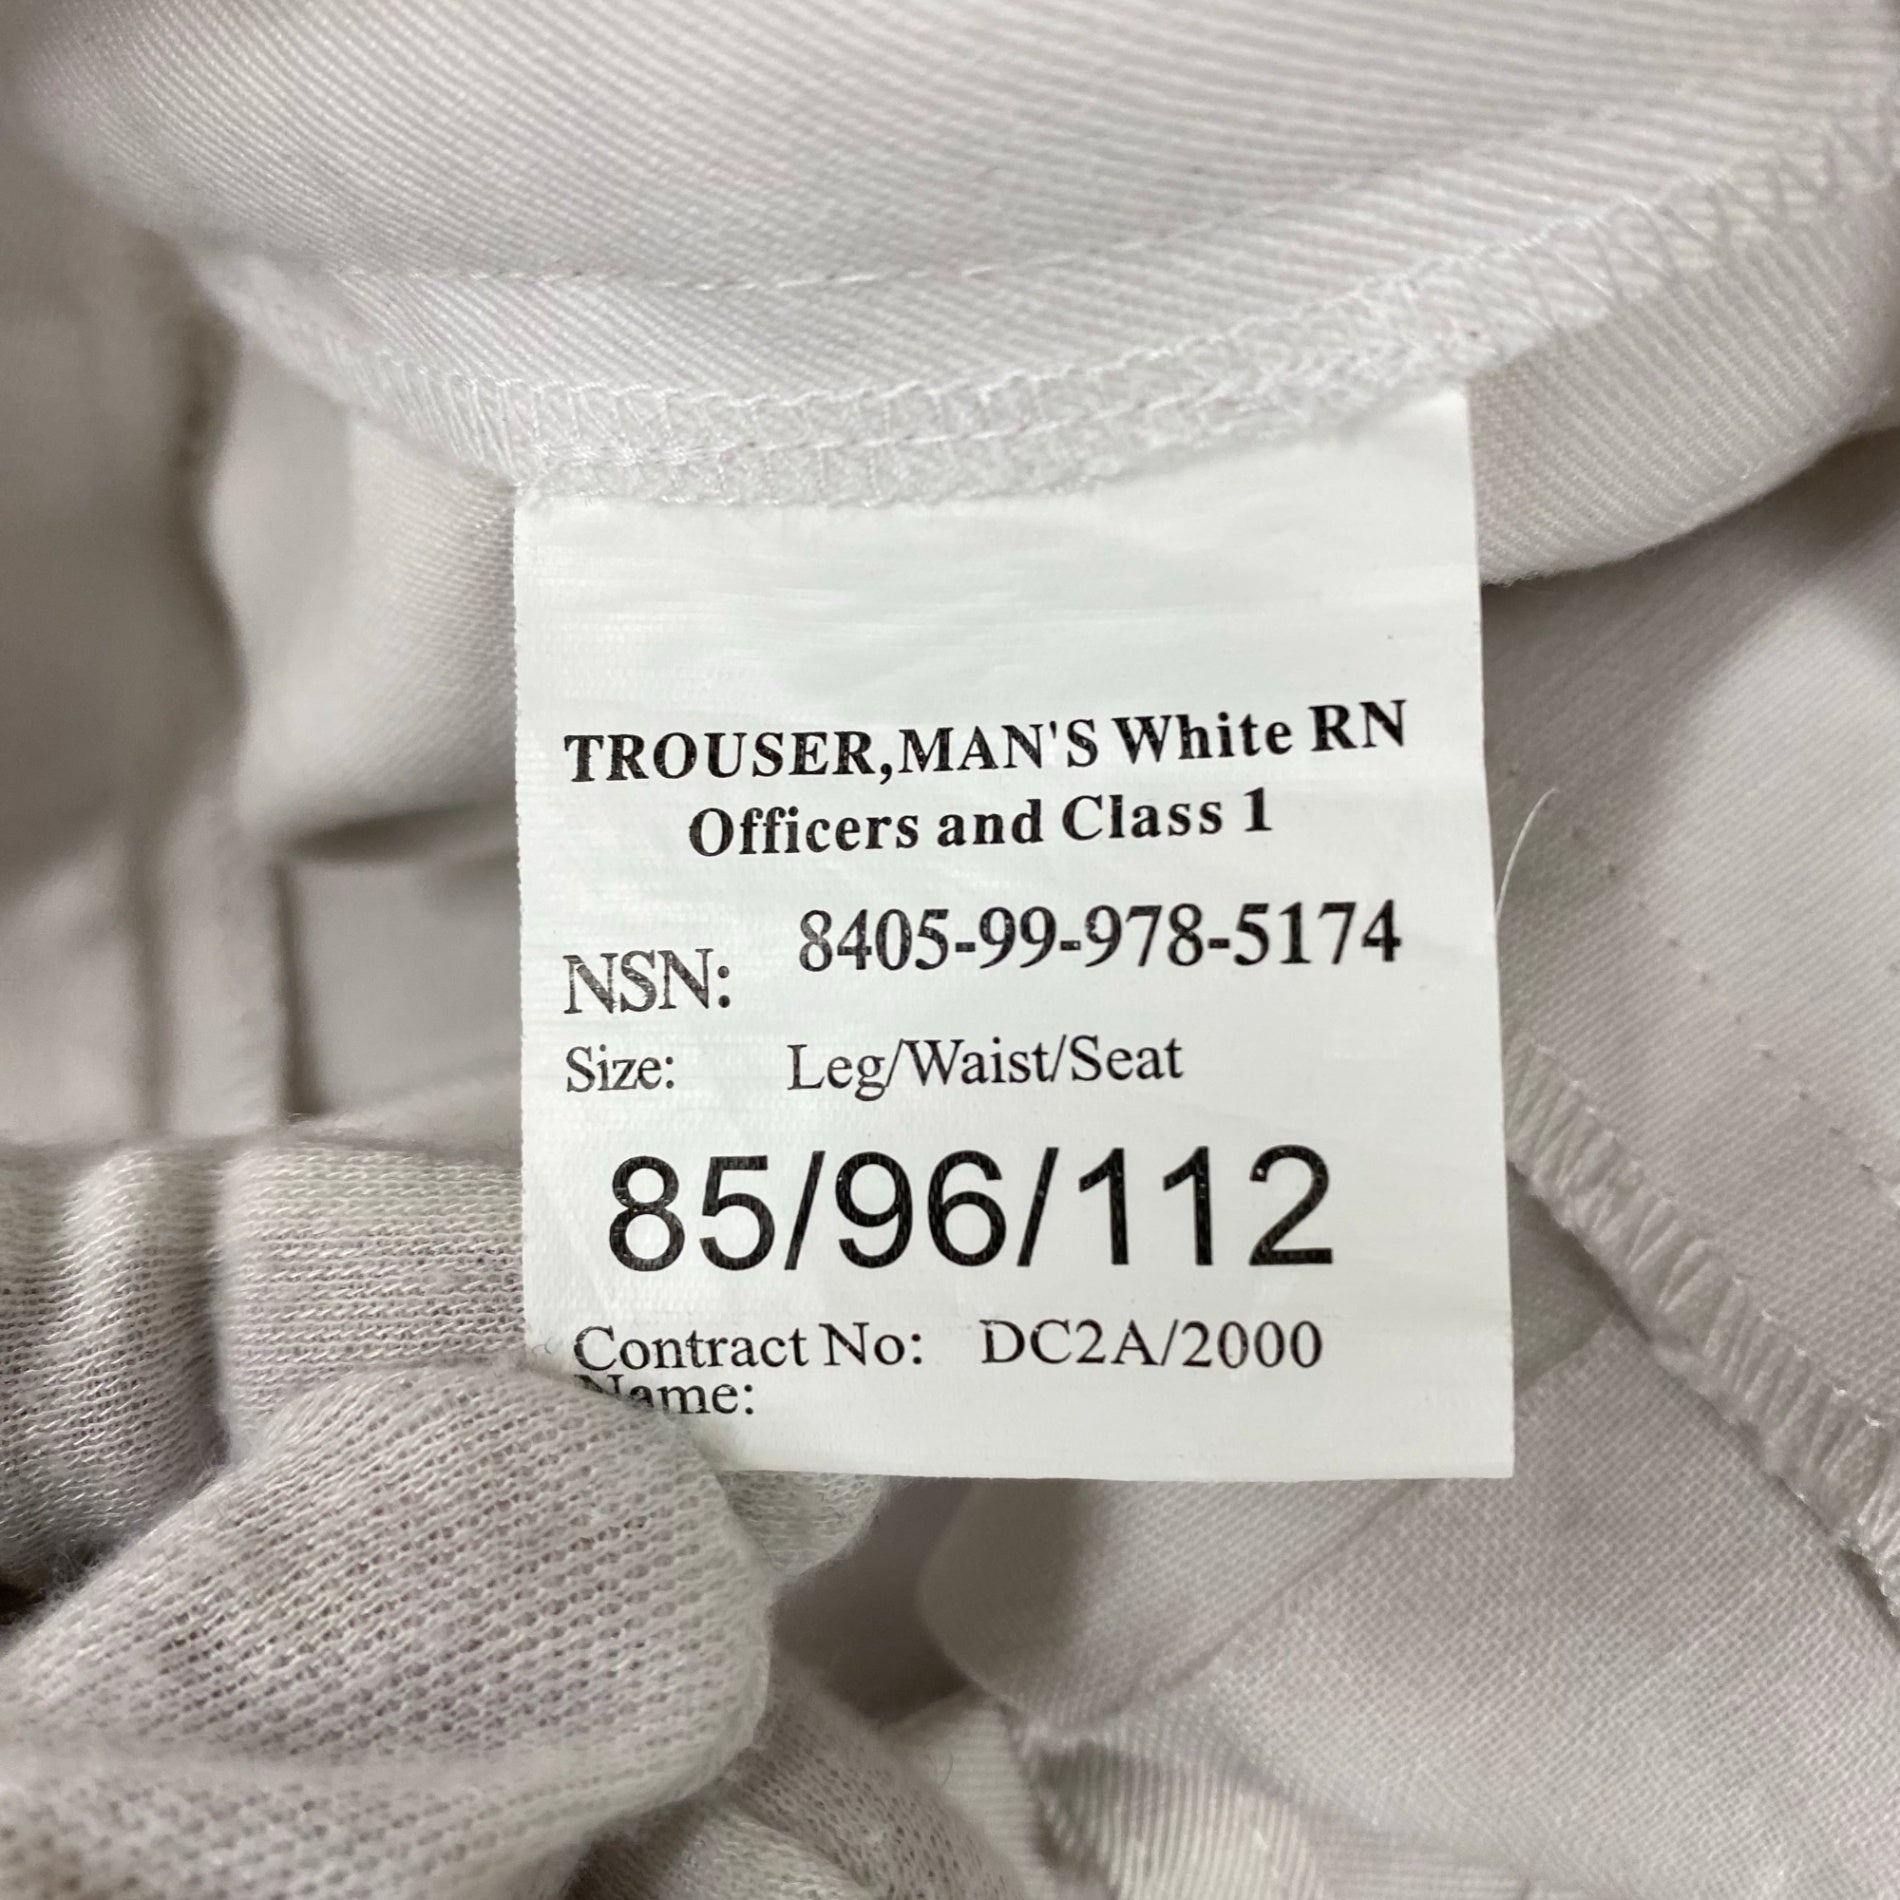 TROUSER,MAN'S White RN
Officers and Class 1
NSN: 8405-99-978-5174
Size: Leg/Waist/Seat
85/96/112
Contract No: DC2A/2000
Name: